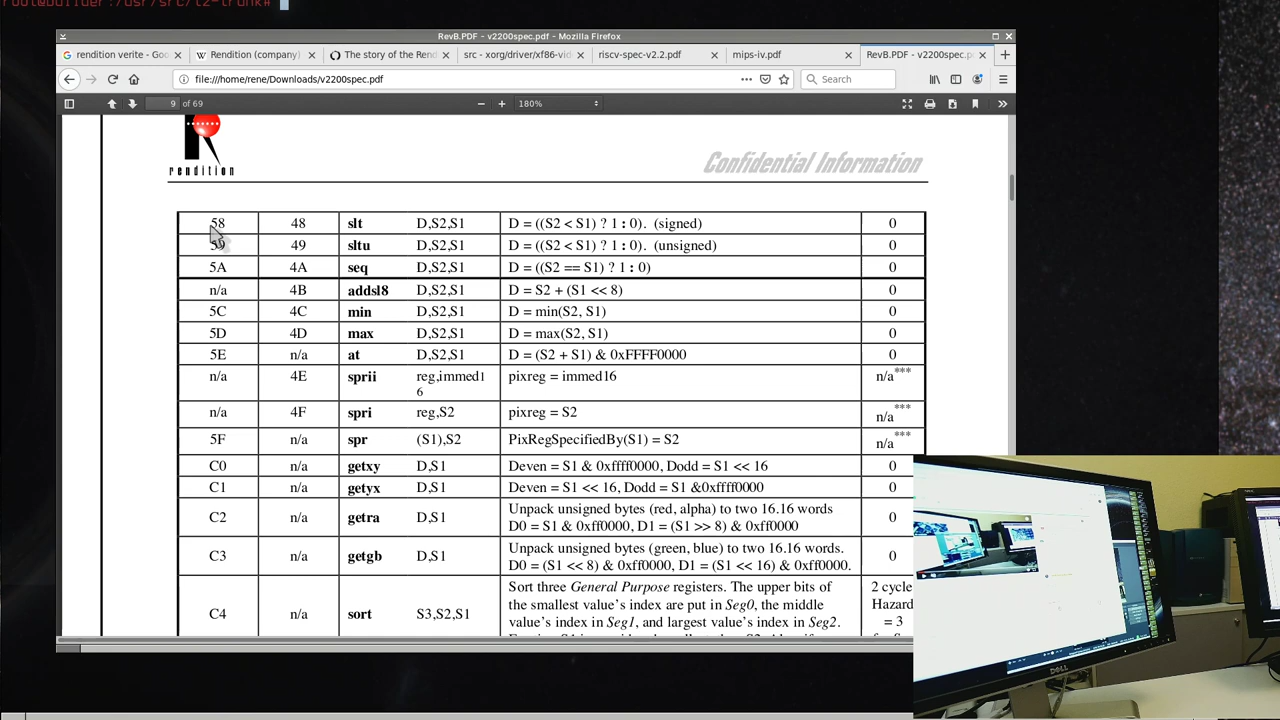 root@builder:/usr/src/t2-trunk#
RevB.PDF - v2200spec.pdf - Mozilla Firefox
rendition verite - Goo
Rendition (company)
The story of the Rend
src - xorg/driver/xf86-vid
riscv-spec-v2.2.pdf
mips-iv.pdf
RevB.PDF - v2200spec.p
file:///home/rene/Downloads/v2200spec.pdf
Search
9 of 69
180%
rendition
Confidential Information
58 48 slt D,S2,S1 D = ((S2 < S1) ? 1 : 0). (signed) 0
59 49 sltu D,S2,S1 D = ((S2 < S1) ? 1 : 0). (unsigned) 0
5A 4A seq D,S2,S1 D = ((S2 == S1) ? 1 : 0) 0
n/a 4B addsl8 D,S2,S1 D = S2 + (S1 << 8) 0
5C 4C min D,S2,S1 D = min(S2, S1) 0
5D 4D max D,S2,S1 D = max(S2, S1) 0
5E n/a at D,S2,S1 D = (S2 + S1) & 0xFFFF0000 0
n/a 4E sprii reg,immed1 pixreg = immed16 n/a***
6
n/a 4F spri reg,S2 pixreg = S2 n/a***
5F n/a spr (S1),S2 PixRegSpecifiedBy(S1) = S2 n/a***
C0 n/a getxy D,S1 Deven = S1 & 0xffff0000, Dodd = S1 << 16 0
C1 n/a getyx D,S1 Deven = S1 << 16, Dodd = S1 &0xffff0000 0
C2 n/a getra D,S1 Unpack unsigned bytes (red, alpha) to two 16.16 words 0
D0 = S1 & 0xff0000, D1 = (S1 >> 8) & 0xff0000
C3 n/a getgb D,S1 Unpack unsigned bytes (green, blue) to two 16.16 words. 0
D0 = (S1 << 8) & 0xff0000, D1 = (S1 << 16) & 0xff0000.
C4 n/a sort S3,S2,S1 Sort three General Purpose registers. The upper bits of 2 cycle
the smallest value's index are put in Seg0, the middle Hazard
value's index in Seg1, and largest value's index in Seg2. = 3
DELL